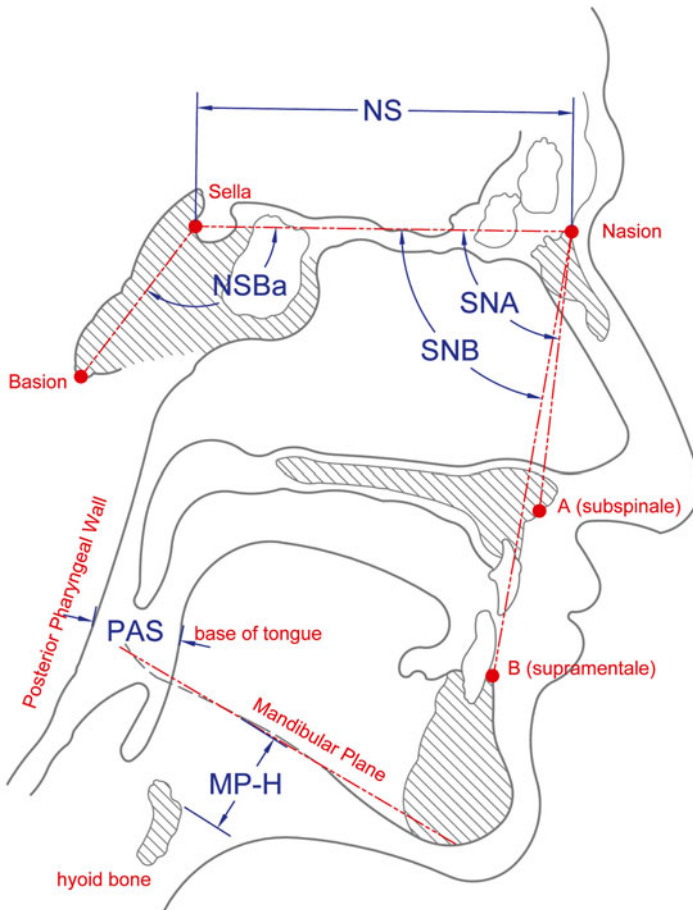 NS
Sella
Nasion
NSBa
SNA
SNB
Basion
A (subspinale)
Posterior Pharyngeal Wall
PAS
base of tongue
B (supramentale)
Mandibular Plane
MP-H
hyoid bone